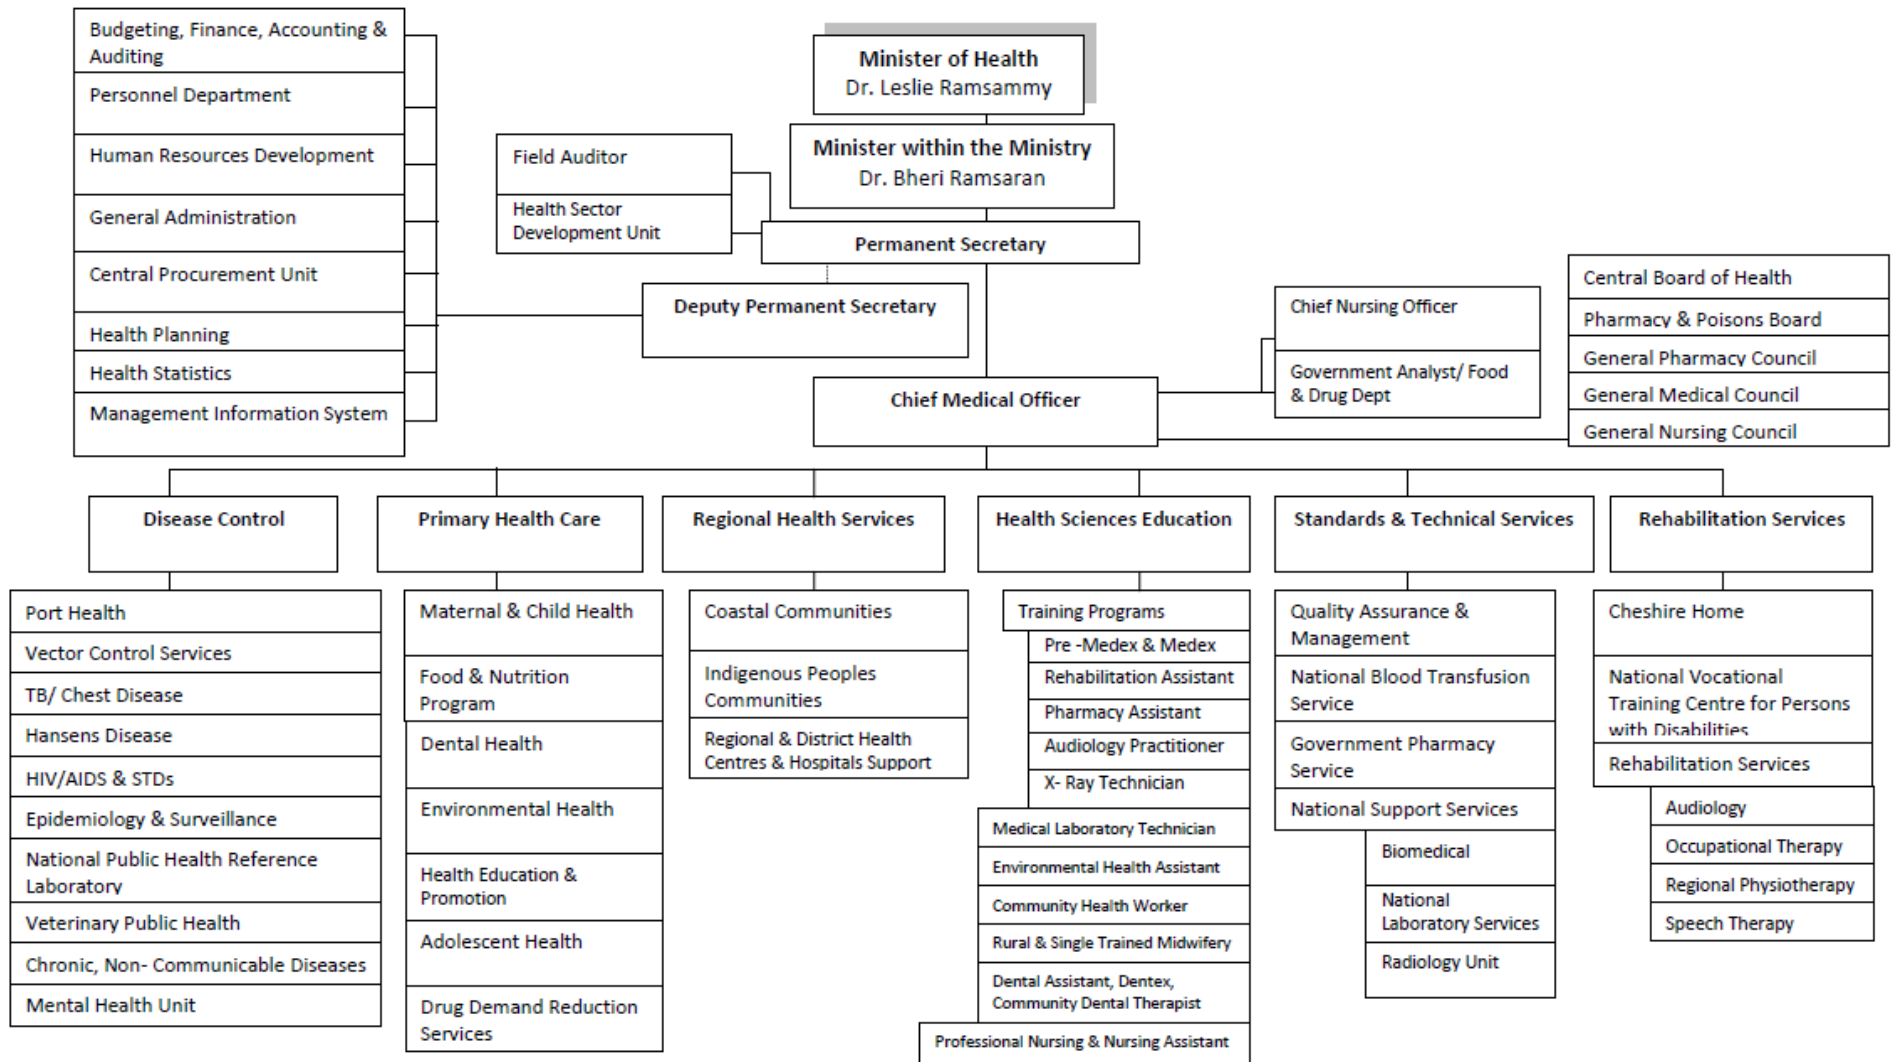 Budgeting, Finance, Accounting &
Auditing
Personnel Department
Human Resources Development
General Administration
Central Procurement Unit
Health Planning
Health Statistics
Management Information System
Minister of Health
Dr. Leslie Ramsammy
Minister within the Ministry
Dr. Bheri Ramsaran
Field Auditor
Health Sector
Development Unit
Permanent Secretary
Deputy Permanent Secretary
Chief Medical Officer
Chief Nursing Officer
Government Analyst/ Food
& Drug Dept
Central Board of Health
Pharmacy & Poisons Board
General Pharmacy Council
General Medical Council
General Nursing Council
Disease Control
Port Health
Vector Control Services
TB/ Chest Disease
Hansens Disease
HIV/AIDS & STDs
Epidemiology & Surveillance
National Public Health Reference
Laboratory
Veterinary Public Health
Chronic, Non- Communicable Diseases
Mental Health Unit
Primary Health Care
Maternal & Child Health
Food & Nutrition
Program
Dental Health
Environmental Health
Health Education &
Promotion
Adolescent Health
Drug Demand Reduction
Services
Regional Health Services
Coastal Communities
Indigenous Peoples
Communities
Regional & District Health
Centres & Hospitals Support
Health Sciences Education
Training Programs
Pre -Medex & Medex
Rehabilitation Assistant
Pharmacy Assistant
Audiology Practitioner
X- Ray Technician
Medical Laboratory Technician
Environmental Health Assistant
Community Health Worker
Rural & Single Trained Midwifery
Dental Assistant, Dentex,
Community Dental Therapist
Professional Nursing & Nursing Assistant
Standards & Technical Services
Quality Assurance &
Management
National Blood Transfusion
Service
Government Pharmacy
Service
National Support Services
Biomedical
National
Laboratory Services
Radiology Unit
Rehabilitation Services
Cheshire Home
National Vocational
Training Centre for Persons
with Disabilities
Rehabilitation Services
Audiology
Occupational Therapy
Regional Physiotherapy
Speech Therapy